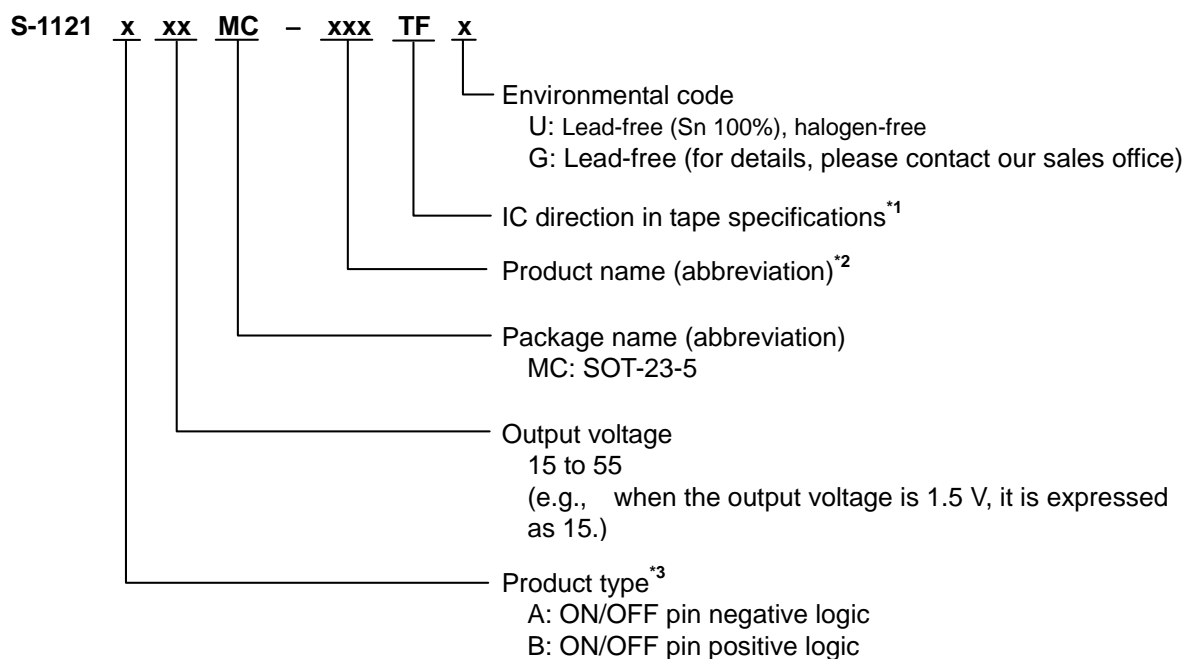 S-1121 x xx MC – xxx TF x
Environmental code
U: Lead-free (Sn 100%), halogen-free
G: Lead-free (for details, please contact our sales office)
IC direction in tape specifications*1
Product name (abbreviation)*2
Package name (abbreviation)
MC: SOT-23-5
Output voltage
15 to 55
(e.g., when the output voltage is 1.5 V, it is expressed
as 15.)
Product type*3
A: ON/OFF pin negative logic
B: ON/OFF pin positive logic